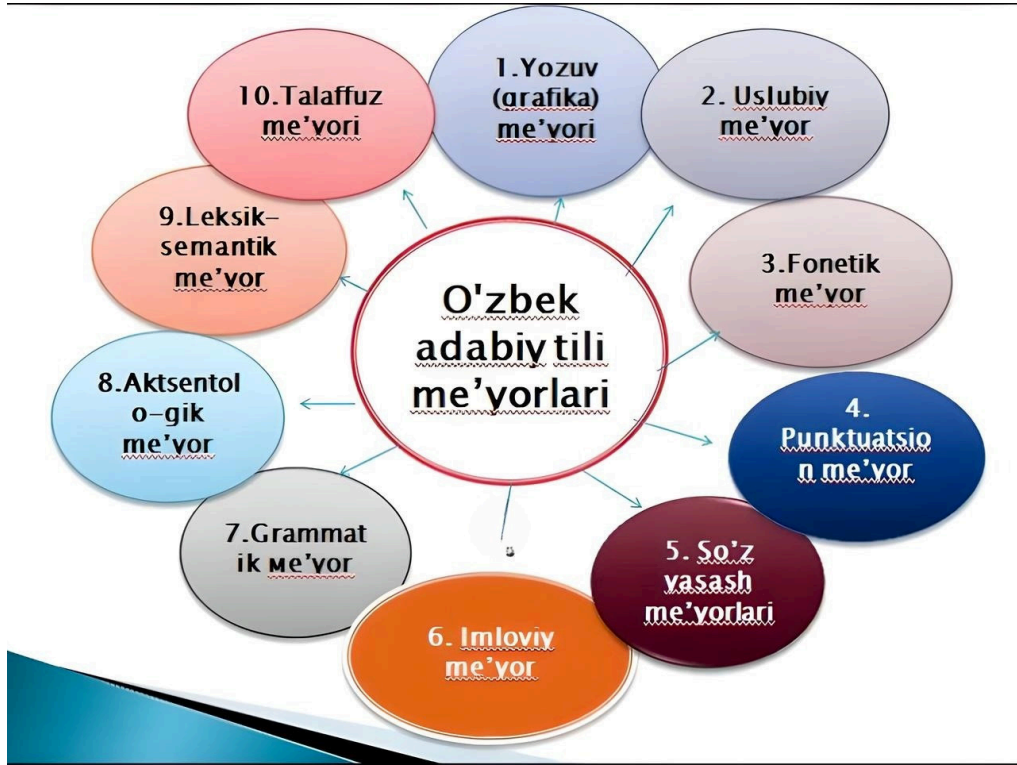 O'zbek
adabiy tili
me'yorlari
1.Yozuv
(grafika)
me'yori
2. Uslubiy
me'yor
3.Fonetik
me'yor
4.
Punktuatsio
n me'yor
5. So'z
yasash
me'yorlari
6. Imloviy
me'yor
7.Grammat
ik мe'yor
8.Aktsentol
o-gik
me'yor
9.Leksik-
semantik
me'yor
10.Talaffuz
me'yori